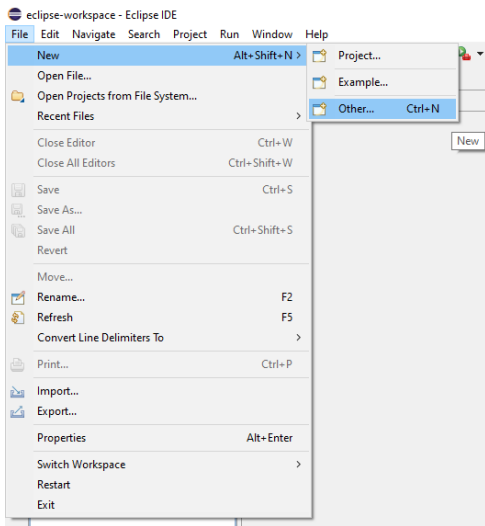 eclipse-workspace - Eclipse IDE
File Edit Navigate Search Project Run Window Help
New Alt+Shift+N >
Project...
Example...
Other... Ctrl+N
New
Open File...
Open Projects from File System...
Recent Files >
Close Editor Ctrl+W
Close All Editors Ctrl+Shift+W
Save Ctrl+S
Save As...
Save All Ctrl+Shift+S
Revert
Move...
Rename... F2
Refresh F5
Convert Line Delimiters To >
Print... Ctrl+P
Import...
Export...
Properties Alt+Enter
Switch Workspace >
Restart
Exit